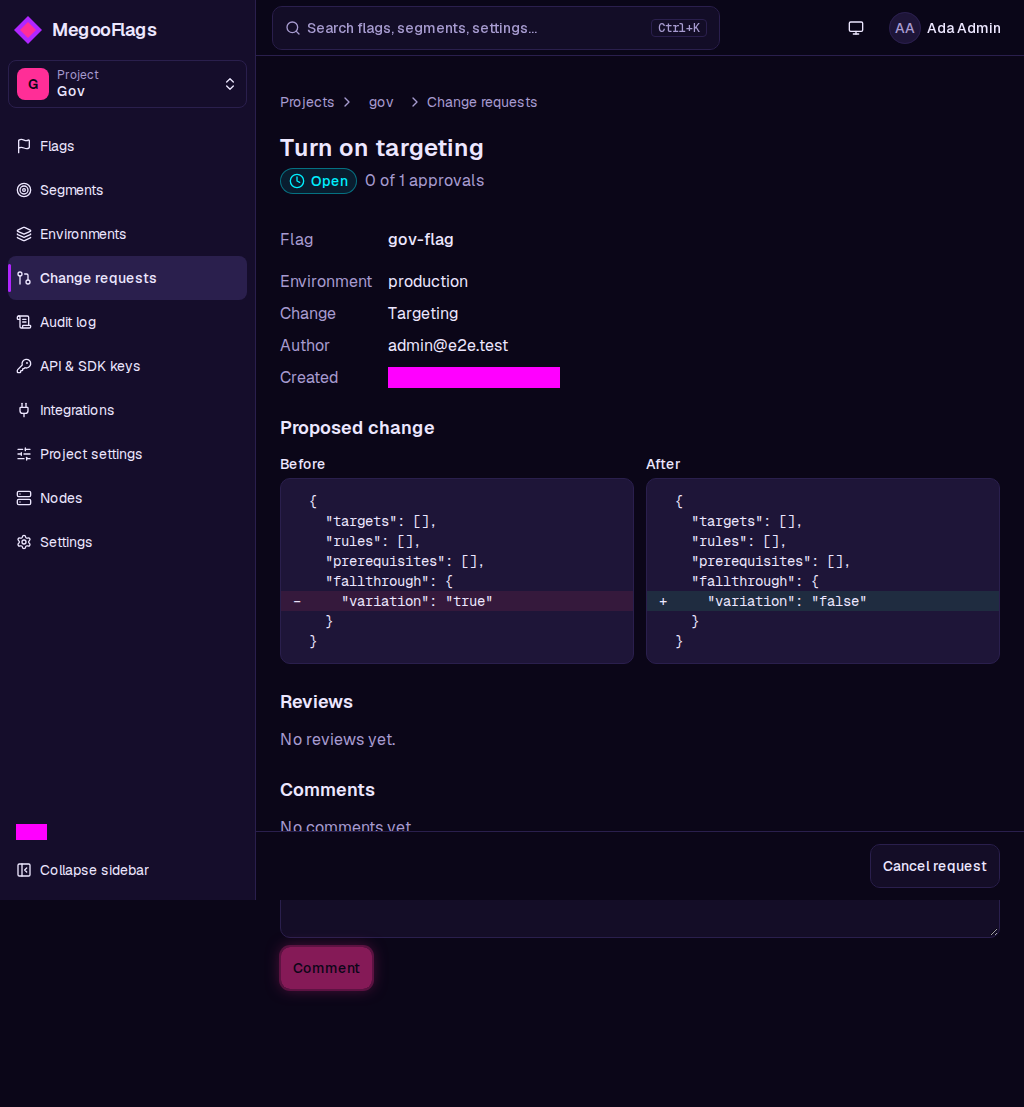 MegooFlags
Search flags, segments, settings...
Ctrl+K
AA
Ada Admin
G
Project
Gov
Flags
Segments
Environments
Change requests
Audit log
API & SDK keys
Integrations
Project settings
Nodes
Settings
Collapse sidebar
Projects > gov > Change requests
Turn on targeting
Open
0 of 1 approvals
Flag gov-flag
Environment production
Change Targeting
Author admin@e2e.test
Created
Proposed change
Before
{
"targets": [],
"rules": [],
"prerequisites": [],
"fallthrough": {
− "variation": "true"
}
}
After
{
"targets": [],
"rules": [],
"prerequisites": [],
"fallthrough": {
+ "variation": "false"
}
}
Reviews
No reviews yet.
Comments
No comments yet
Cancel request
Comment